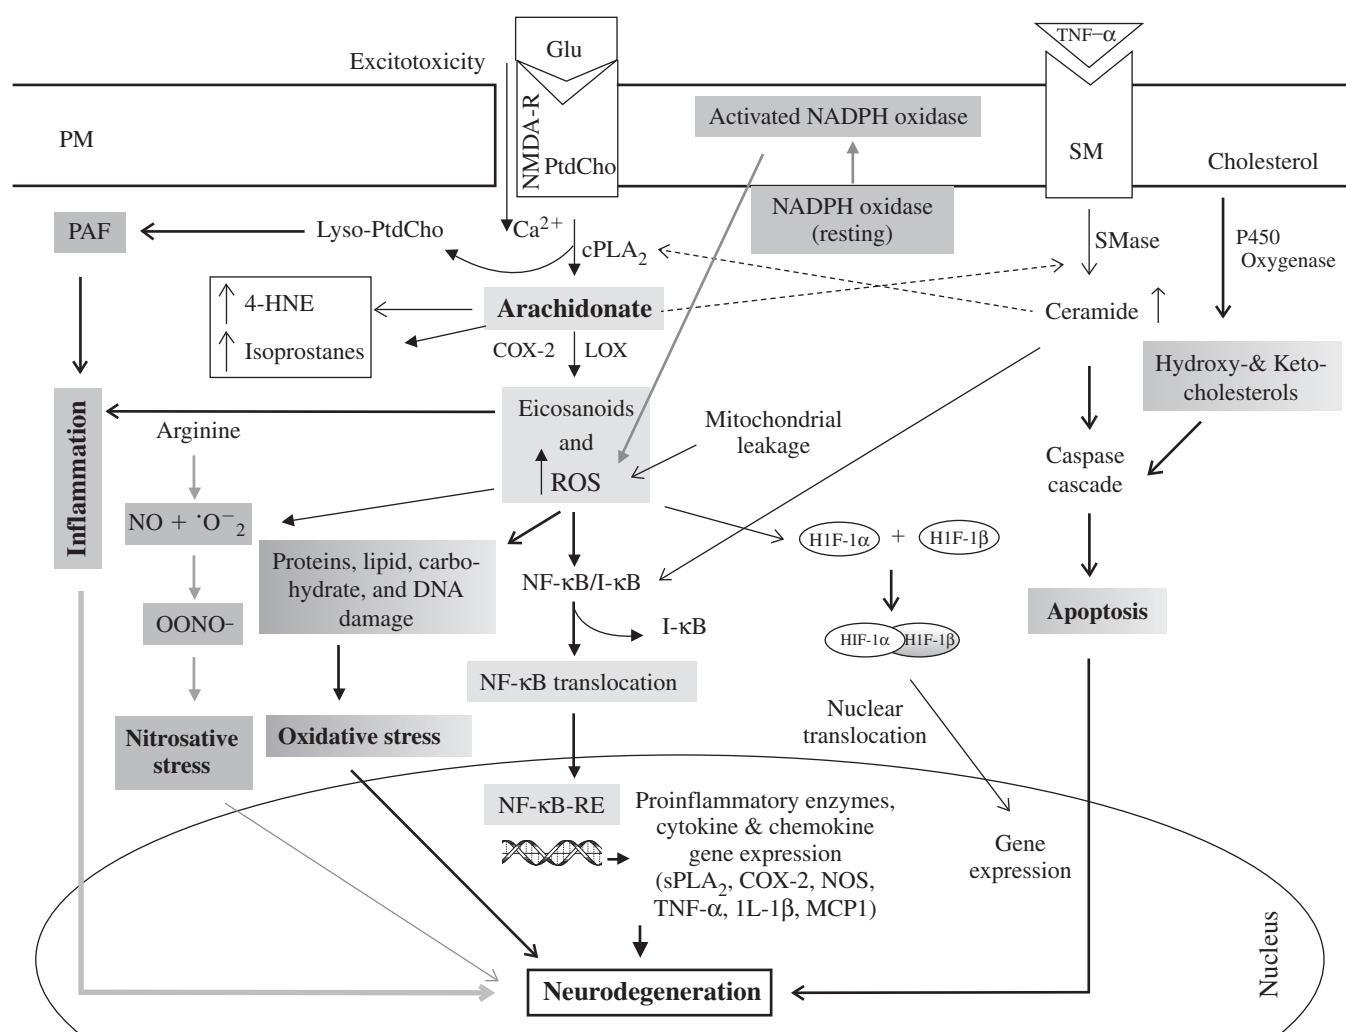 Glu
TNF–α
Excitotoxicity
NMDA-R
Activated NADPH oxidase
PM
PtdCho
SM
Cholesterol
NADPH oxidase
(resting)
PAF
Lyso-PtdCho
Ca2+
cPLA2
SMase
P450
Oxygenase
4-HNE
Isoprostanes
Arachidonate
Ceramide
COX-2
LOX
Hydroxy-& Keto-
cholesterols
Inflammation
Arginine
Eicosanoids
and
ROS
Mitochondrial
leakage
Caspase
cascade
NO + ·O−2
H1F-1α
+
H1F-1β
Proteins, lipid, carbo-
hydrate, and DNA
damage
NF-κB/I-κB
OONO-
I-κB
HIF-1α
H1F-1β
Apoptosis
NF-κB translocation
Nitrosative
stress
Oxidative stress
Nuclear
translocation
NF-κB-RE
Proinflammatory enzymes,
cytokine & chemokine
gene expression
(sPLA2, COX-2, NOS,
TNF-α, 1L-1β, MCP1)
Gene
expression
Nucleus
Neurodegeneration